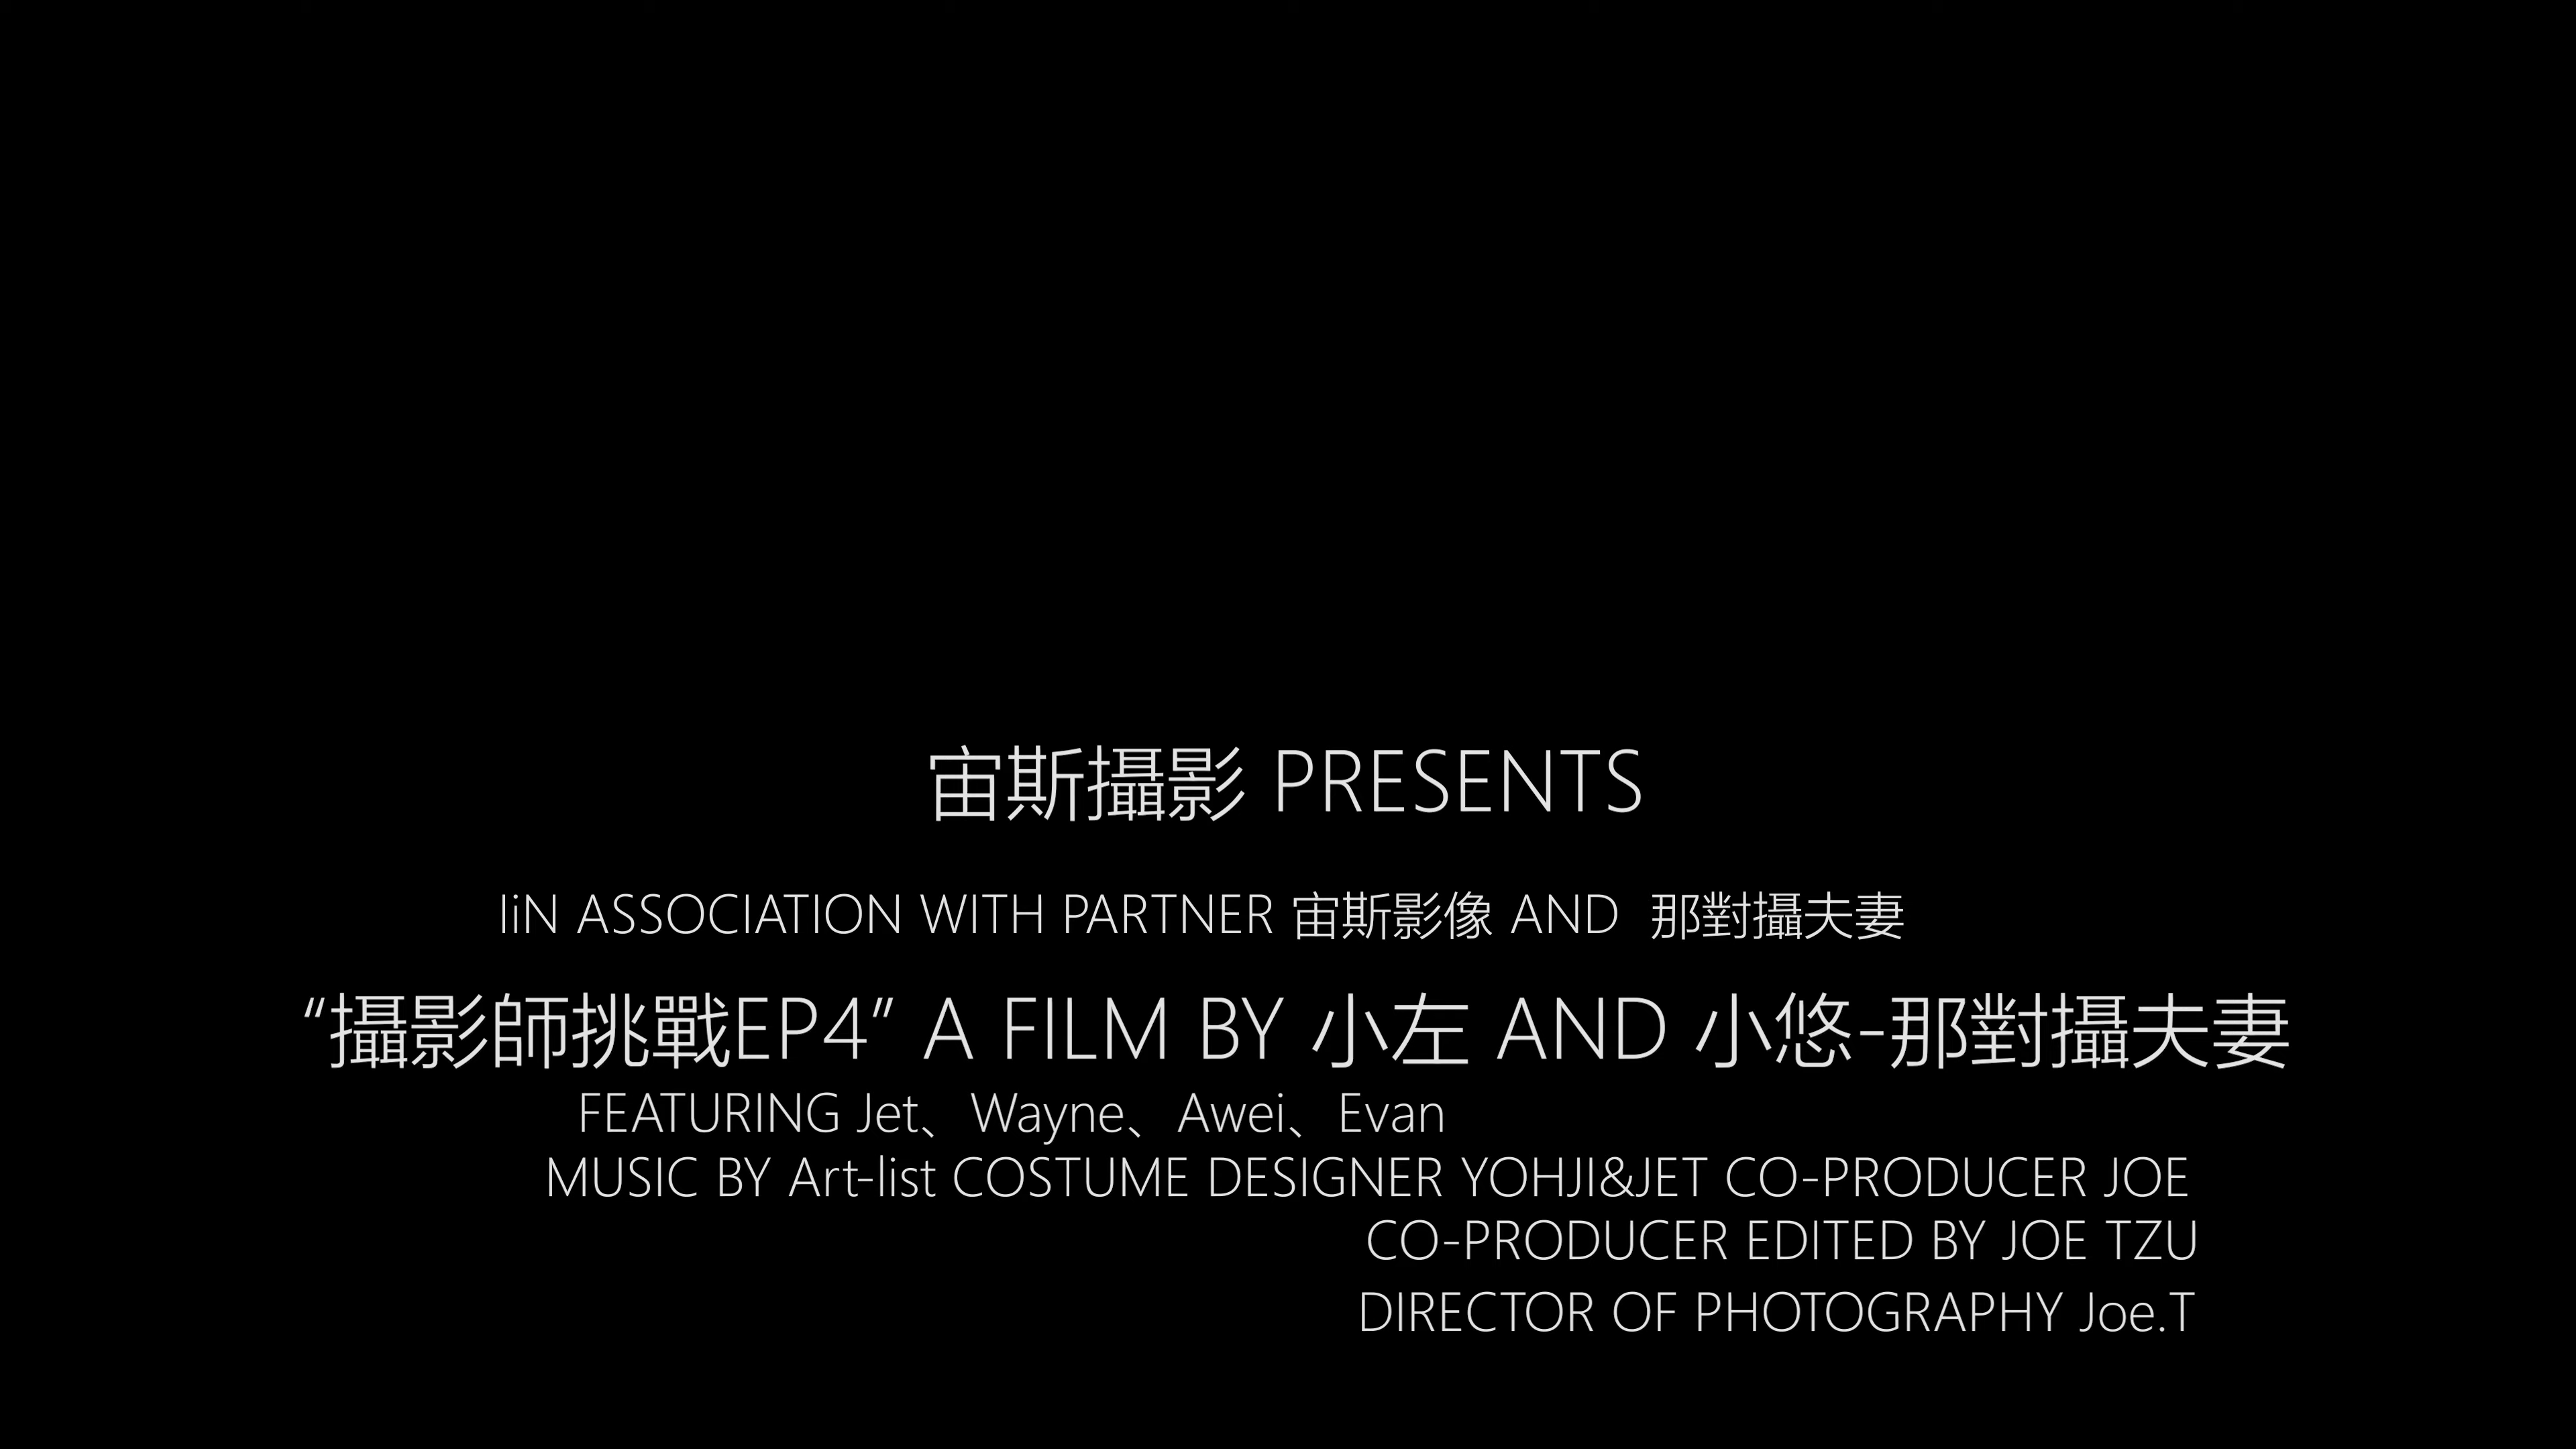 宙斯攝影 PRESENTS
IiN ASSOCIATION WITH PARTNER 宙斯影像 AND 那對攝夫妻
“攝影師挑戰EP4” A FILM BY 小左 AND 小悠-那對攝夫妻
FEATURING Jet、Wayne、Awei、Evan
MUSIC BY Art-list COSTUME DESIGNER YOHJI&JET CO-PRODUCER JOE
CO-PRODUCER EDITED BY JOE TZU
DIRECTOR OF PHOTOGRAPHY Joe.T